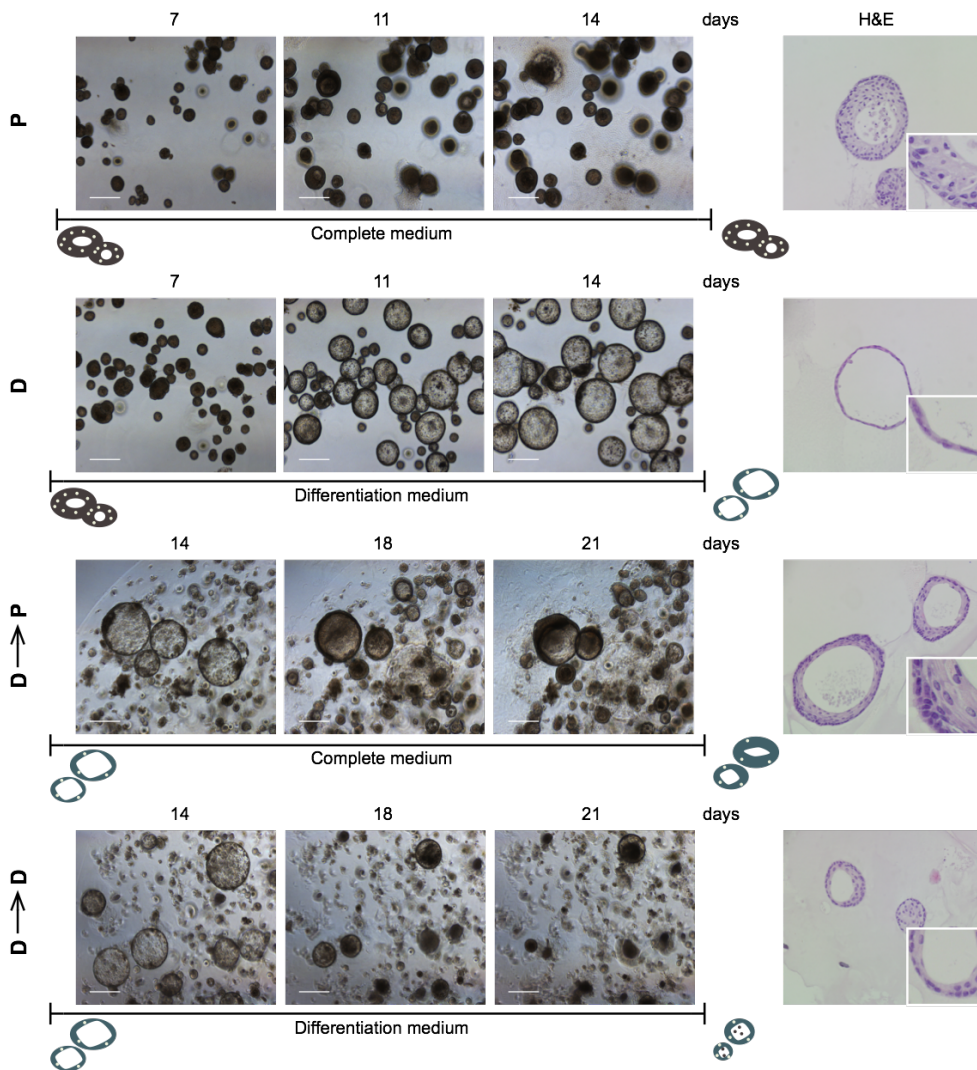 7 11 14 days H&E
P
Complete medium
7 11 14 days
D
Differentiation medium
14 18 21 days
D → P
Complete medium
14 18 21 days
D → D
Differentiation medium